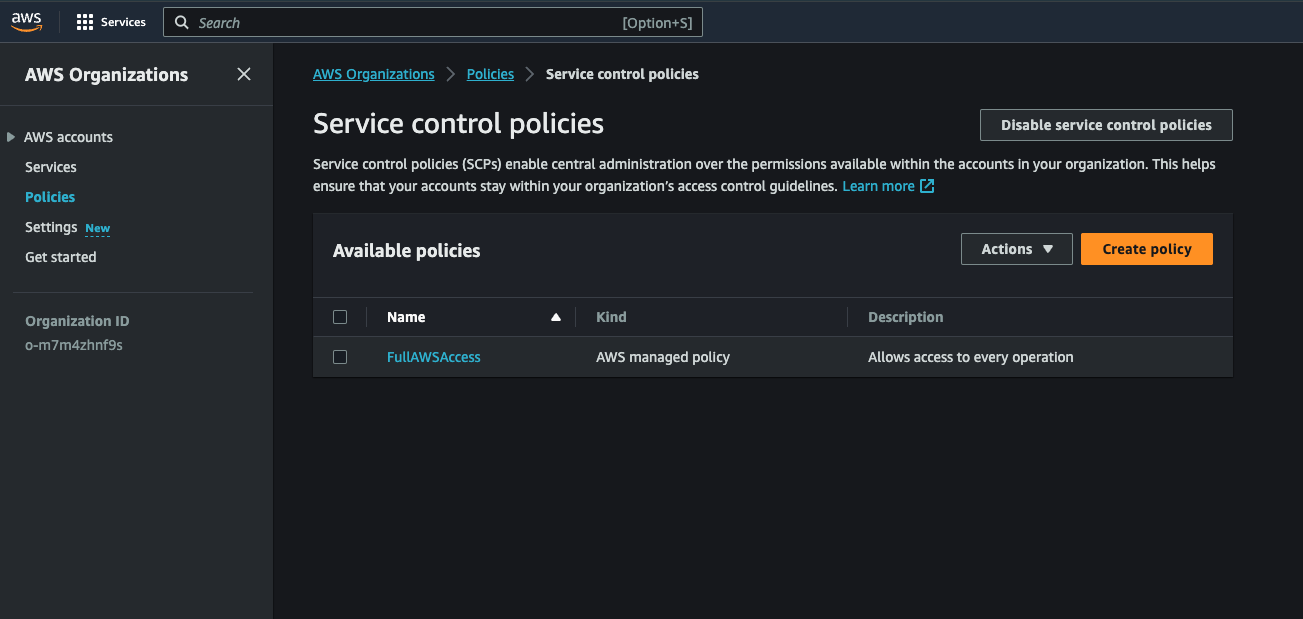 aws
Services
Search [Option+S]
AWS Organizations
AWS accounts
Services
Policies
Settings New
Get started
Organization ID
o-m7m4zhnf9s
AWS Organizations Policies Service control policies
Service control policies
Disable service control policies
Service control policies (SCPs) enable central administration over the permissions available within the accounts in your organization. This helps
ensure that your accounts stay within your organization's access control guidelines. Learn more
Available policies
Actions
Create policy
Name Kind Description
FullAWSAccess AWS managed policy Allows access to every operation